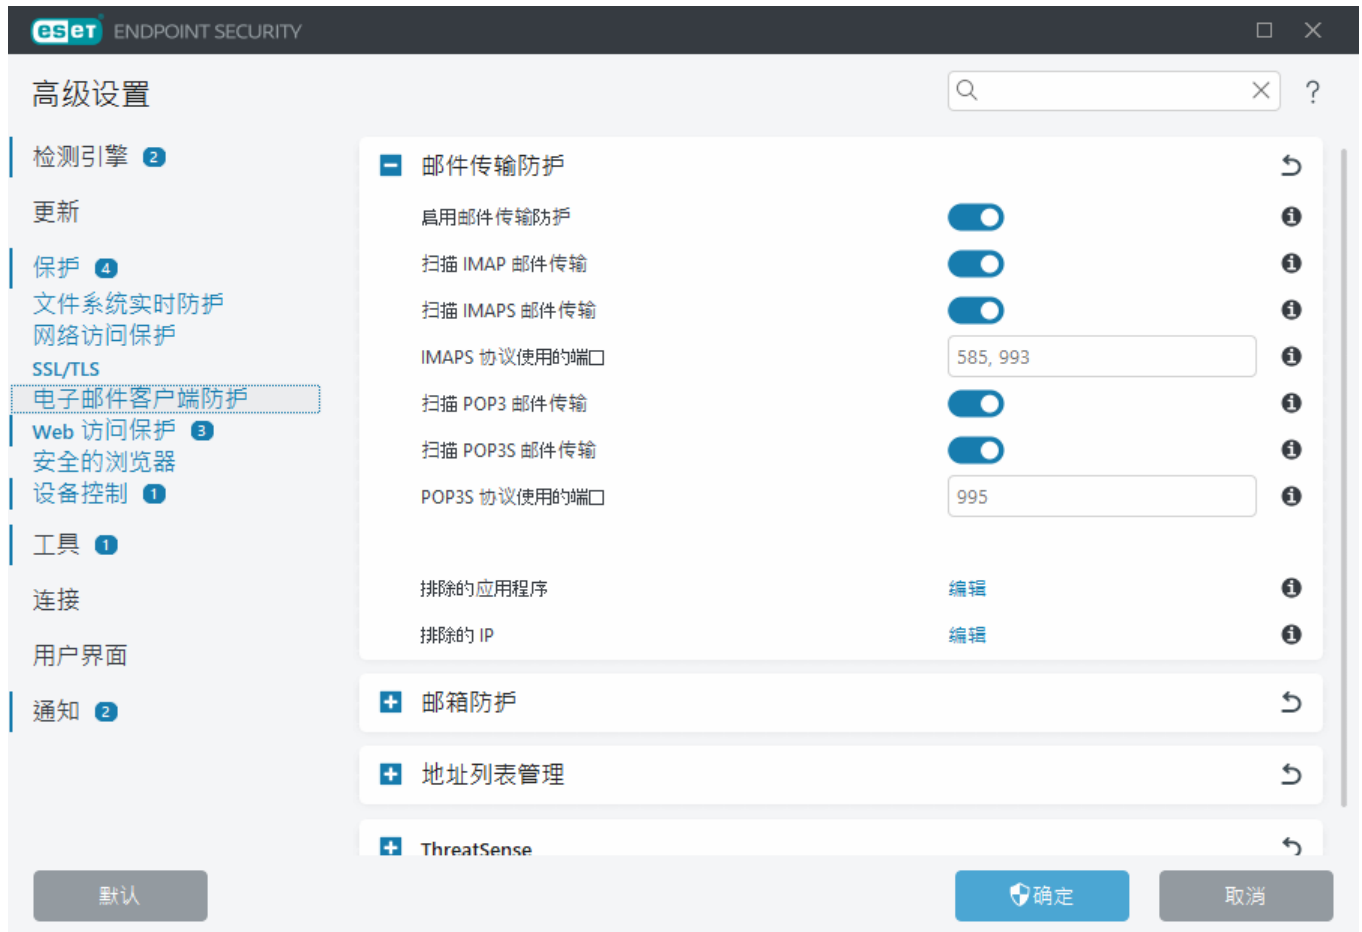 eset ENDPOINT SECURITY
高级设置
?
检测引擎 2
更新
保护 4
文件系统实时防护
网络访问保护
SSL/TLS
电子邮件客户端防护
Web 访问保护 3
安全的浏览器
设备控制 1
工具 1
连接
用户界面
通知 2
邮件传输防护
启用邮件传输防护
扫描 IMAP 邮件传输
扫描 IMAPS 邮件传输
IMAPS 协议使用的端口 585, 993
扫描 POP3 邮件传输
扫描 POP3S 邮件传输
POP3S 协议使用的端口 995
排除的应用程序 编辑
排除的 IP 编辑
邮箱防护
地址列表管理
ThreatSense
默认 确定 取消